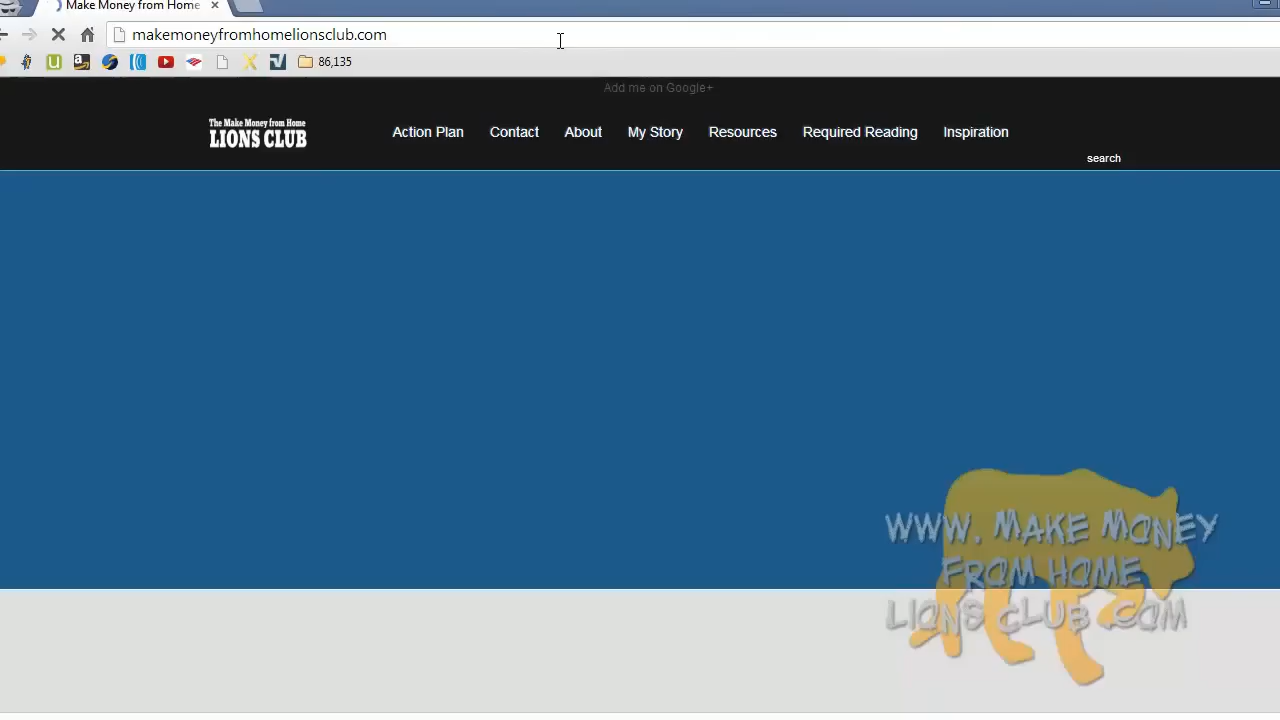 Make Money from Home
makemoneyfromhomelionsclub.com
86,135
Add me on Google+
The Make Money from Home
LIONS CLUB
Action Plan
Contact
About
My Story
Resources
Required Reading
Inspiration
search
WWW. MAKE MONEY
FROM HOME
LIONS CLUB .COM